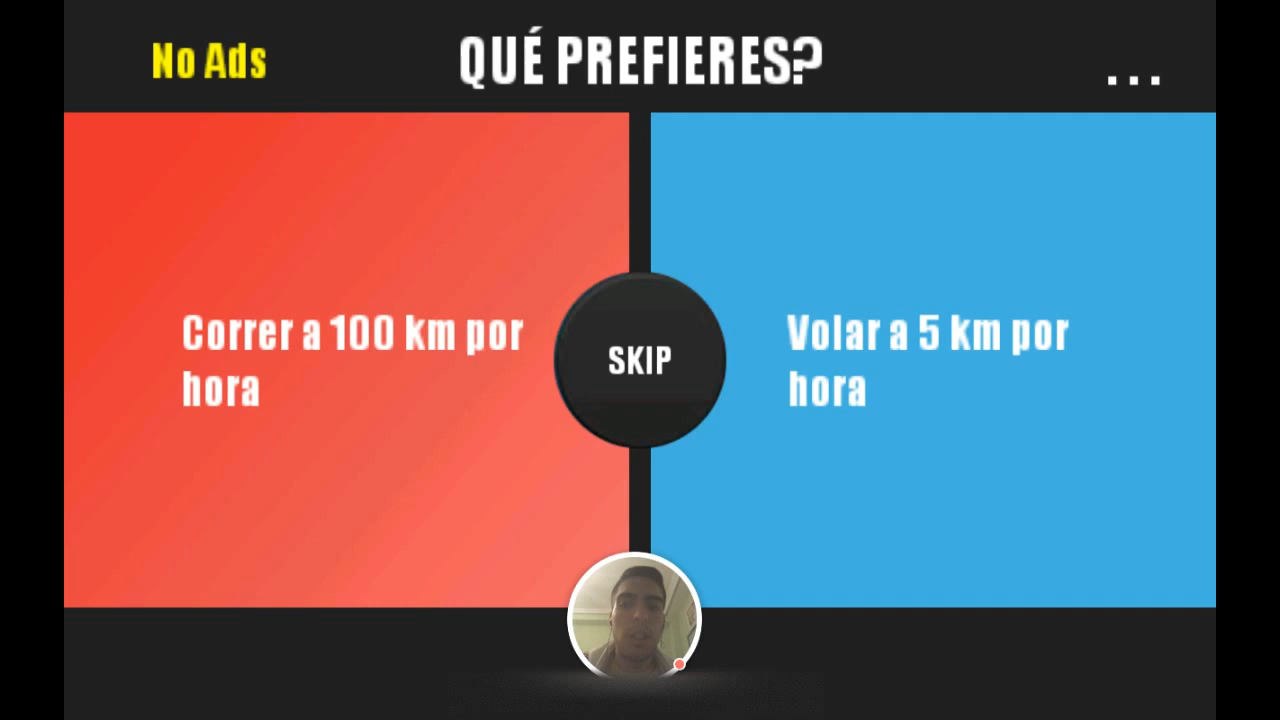 No Ads
QUÉ PREFIERES?
...
Correr a 100 km por
hora
SKIP
Volar a 5 km por
hora